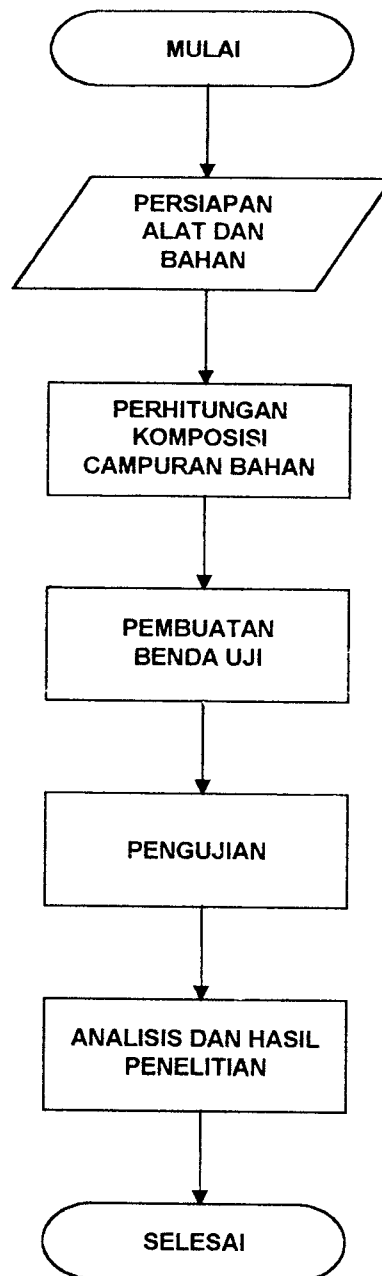 MULAI
PERSIAPAN
ALAT DAN
BAHAN
PERHITUNGAN
KOMPOSISI
CAMPURAN BAHAN
PEMBUATAN
BENDA UJI
PENGUJIAN
ANALISIS DAN HASIL
PENELITIAN
SELESAI